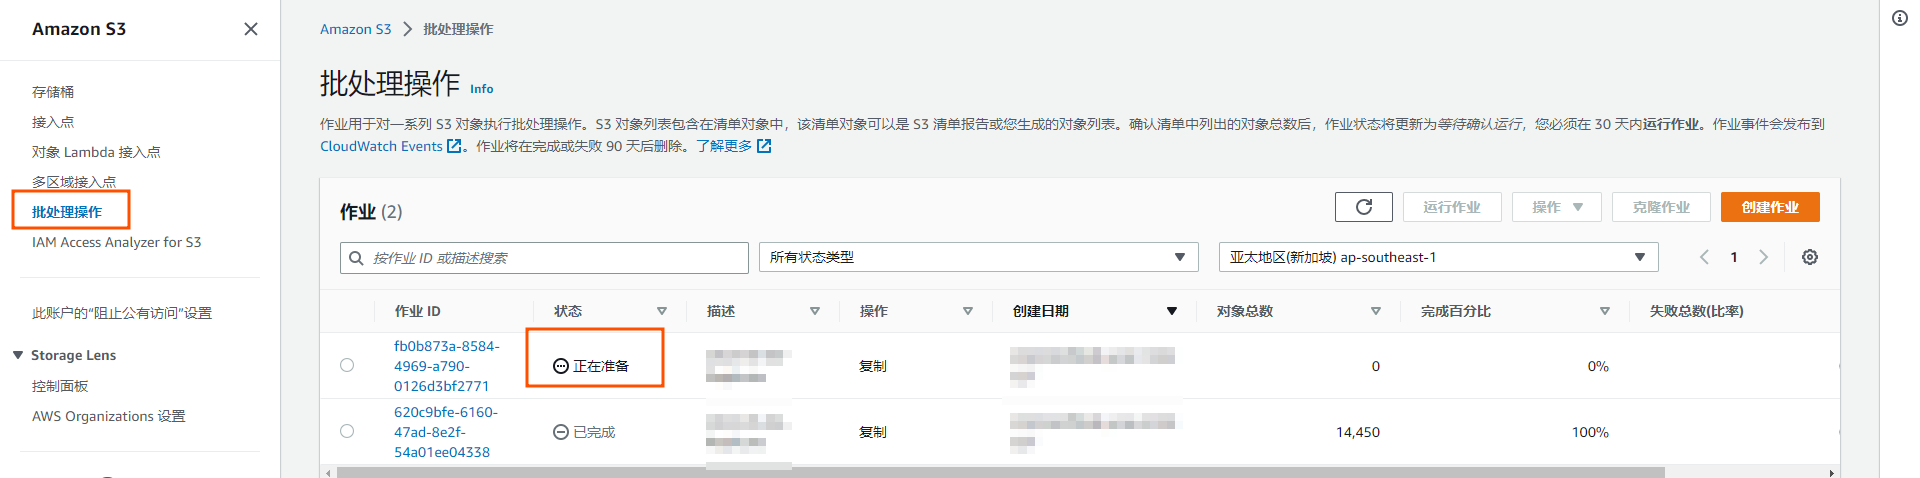 Amazon S3
存储桶
接入点
对象 Lambda 接入点
多区域接入点
批处理操作
IAM Access Analyzer for S3
此账户的“阻止公有访问”设置
Storage Lens
控制面板
AWS Organizations 设置
Amazon S3 批处理操作
批处理操作 Info
作业用于对一系列 S3 对象执行批处理操作。S3 对象列表包含在清单对象中，该清单对象可以是 S3 清单报告或您生成的对象列表。确认清单中列出的对象总数后，作业状态将更新为等待确认运行，您必须在 30 天内运行作业。作业事件会发布到
CloudWatch Events。作业将在完成或失败 90 天后删除。了解更多
作业 (2)
运行作业 操作 克隆作业 创建作业
按作业 ID 或描述搜索 所有状态类型 亚太地区(新加坡) ap-southeast-1 1
作业 ID 状态 描述 操作 创建日期 对象总数 完成百分比 失败总数(比率)
fb0b873a-8584-
4969-a790-
0126d3bf2771
正在准备 复制 0 0%
620c9bfe-6160-
47ad-8e2f-
54a01ee04338
已完成 复制 14,450 100%